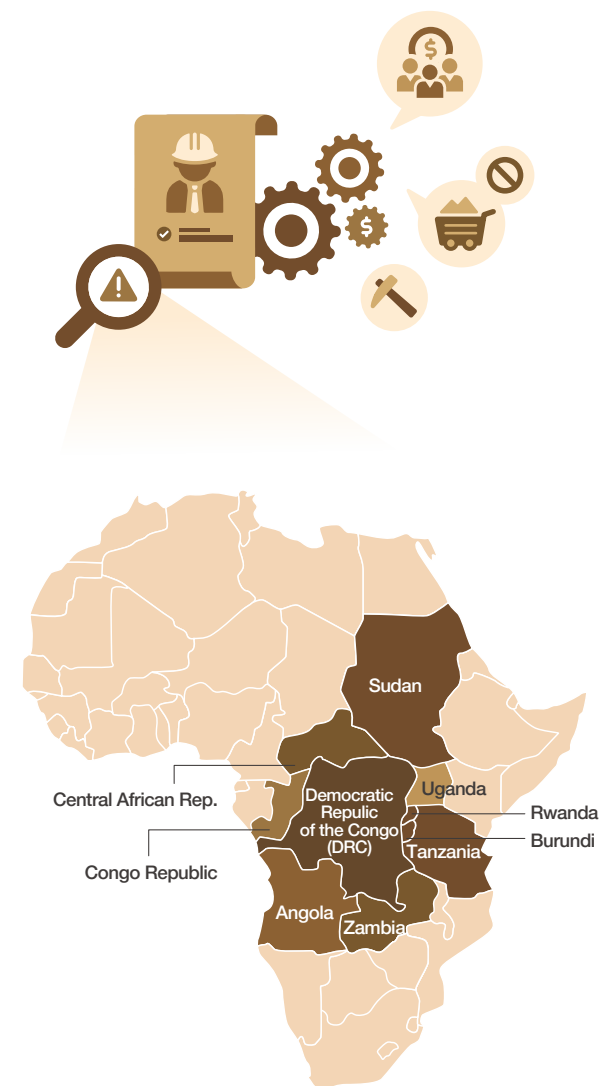 $
$
Sudan
Central African Rep.
Democratic
Repulic
of the Congo
(DRC)
Uganda
Rwanda
Burundi
Tanzania
Congo Republic
Angola
Zambia